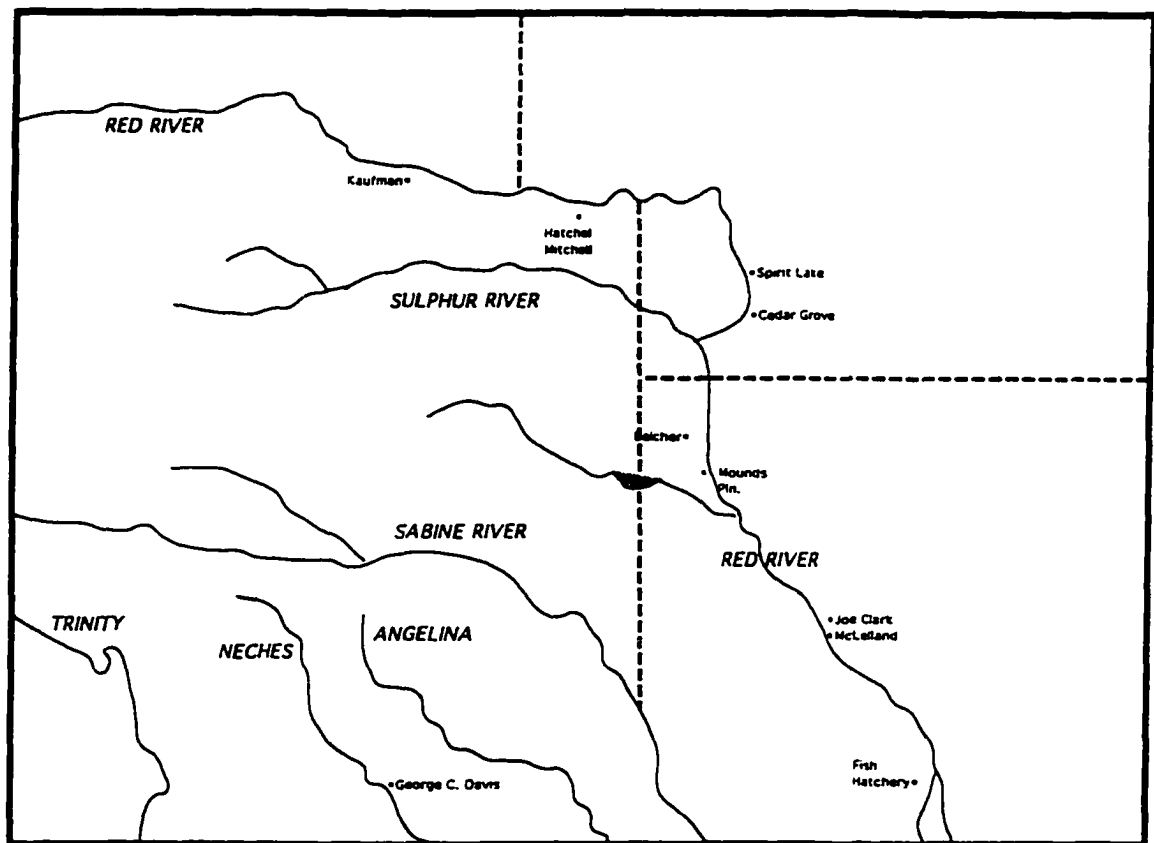 RED RIVER
Kaufman
Hatchel
Mitchell
Spirit Lake
SULPHUR RIVER
Cedar Grove
Belcher
Mounds
Pln.
SABINE RIVER
RED RIVER
TRINITY
NECHES
ANGELINA
Joe Clark
McLelland
George C. Davis
Fish
Hatchery